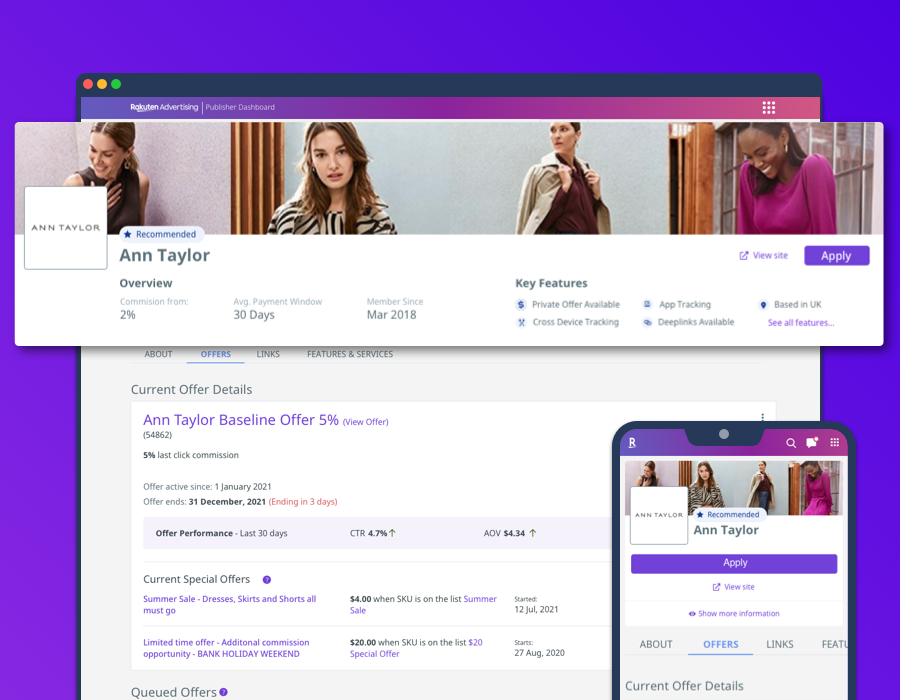 Rakuten Advertising | Publisher Dashboard
ANN TAYLOR
Recommended
Ann Taylor
View site
Apply
Overview
Commision from:
2%
Avg. Payment Window
30 Days
Member Since
Mar 2018
Key Features
Private Offer Available
App Tracking
Based in UK
Cross Device Tracking
Deeplinks Available
See all features...
ABOUT
OFFERS
LINKS
FEATURES & SERVICES
Current Offer Details
Ann Taylor Baseline Offer 5% (View Offer)
(54862)
5% last click commission
Offer active since: 1 January 2021
Offer ends: 31 December, 2021 (Ending in 3 days)
Offer Performance - Last 30 days
CTR 4.7%↑
AOV $4.34 ↑
Current Special Offers ?
Summer Sale - Dresses, Skirts and Shorts all
must go
$4.00 when SKU is on the list Summer
Sale
Started:
12 Jul, 2021
Limited time offer - Additonal commission
opportunity - BANK HOLIDAY WEEKEND
$20.00 when SKU is on the list $20
Special Offer
Starts:
27 Aug, 2020
Queued Offers ?
R
ANN TAYLOR
Recommended
Ann Taylor
Apply
View site
Show more information
ABOUT
OFFERS
LINKS
FEATU
Current Offer Details